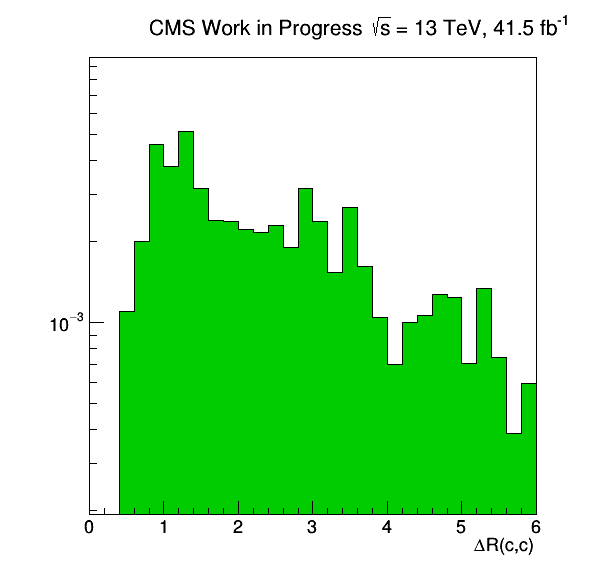 CMS Work in Progress √s = 13 TeV, 41.5 fb⁻¹
10⁻³
0 1 2 3 4 5 6
ΔR(c,c)